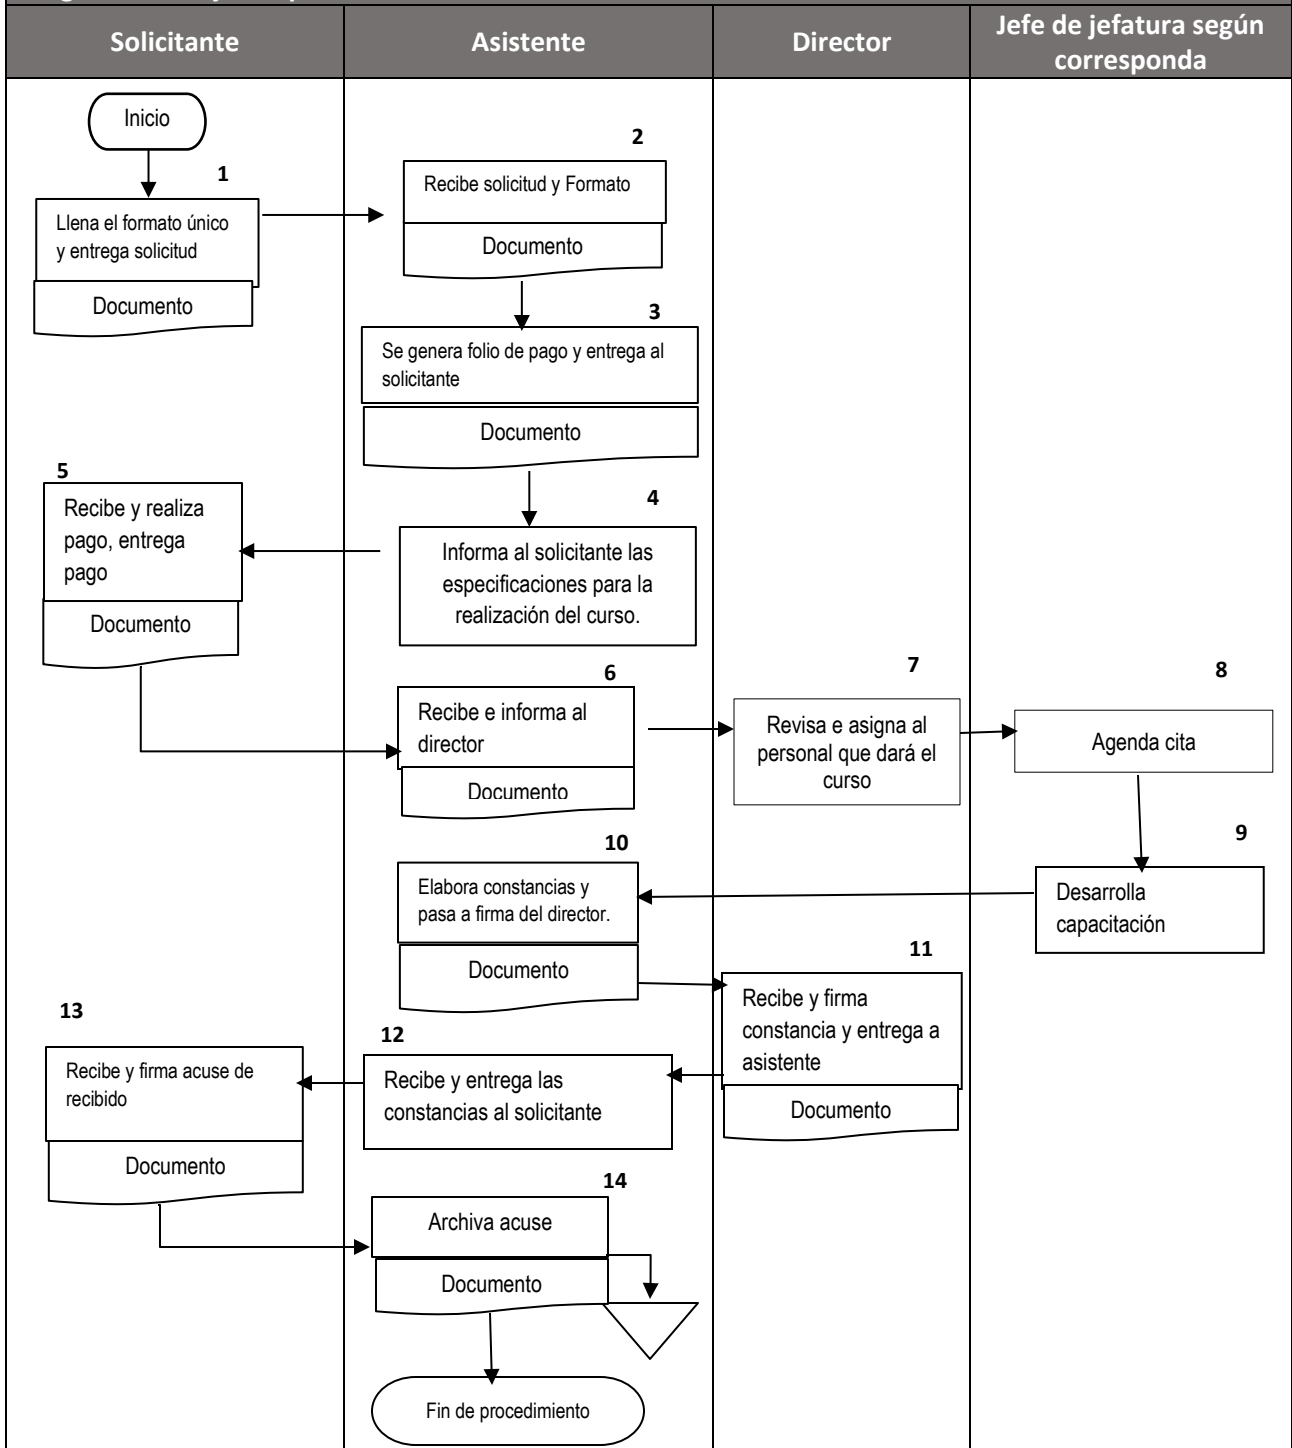 Solicitante
Asistente
Director
Jefe de jefatura según
corresponda
Inicio
1
Llena el formato único
y entrega solicitud
Documento
2
Recibe solicitud y Formato
Documento
3
Se genera folio de pago y entrega al
solicitante
Documento
4
Informa al solicitante las
especificaciones para la
realización del curso.
5
Recibe y realiza
pago, entrega
pago
Documento
6
Recibe e informa al
director
Documento
7
Revisa e asigna al
personal que dará el
curso
8
Agenda cita
9
Desarrolla
capacitación
10
Elabora constancias y
pasa a firma del director.
Documento
11
Recibe y firma
constancia y entrega a
asistente
Documento
12
Recibe y entrega las
constancias al solicitante
13
Recibe y firma acuse de
recibido
Documento
14
Archiva acuse
Documento
Fin de procedimiento